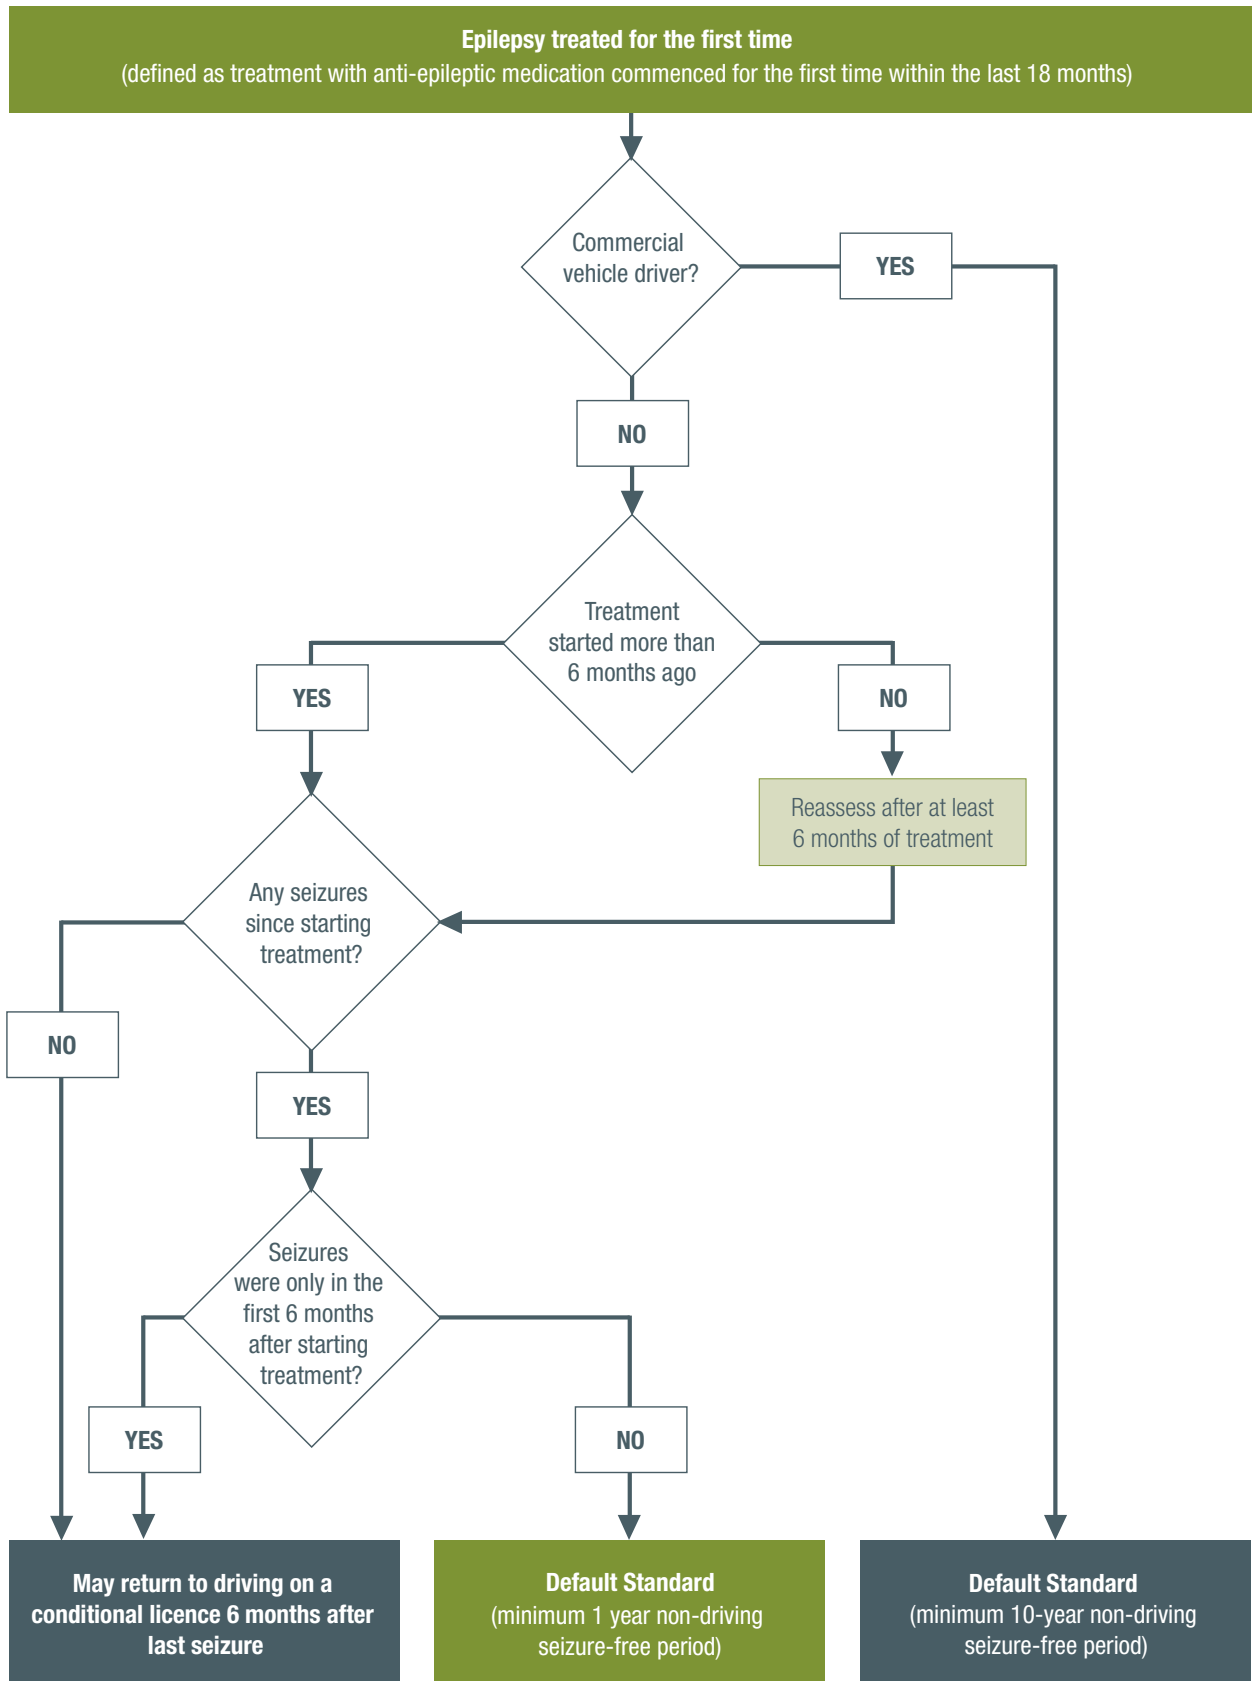 Epilepsy treated for the first time
(defined as treatment with anti-epileptic medication commenced for the first time within the last 18 months)
Commercial
vehicle driver?
YES
NO
Treatment
started more than
6 months ago
YES
NO
Reassess after at least
6 months of treatment
Any seizures
since starting
treatment?
NO
YES
Seizures
were only in the
first 6 months
after starting
treatment?
YES
NO
May return to driving on a
conditional licence 6 months after
last seizure
Default Standard
(minimum 1 year non-driving
seizure-free period)
Default Standard
(minimum 10-year non-driving
seizure-free period)